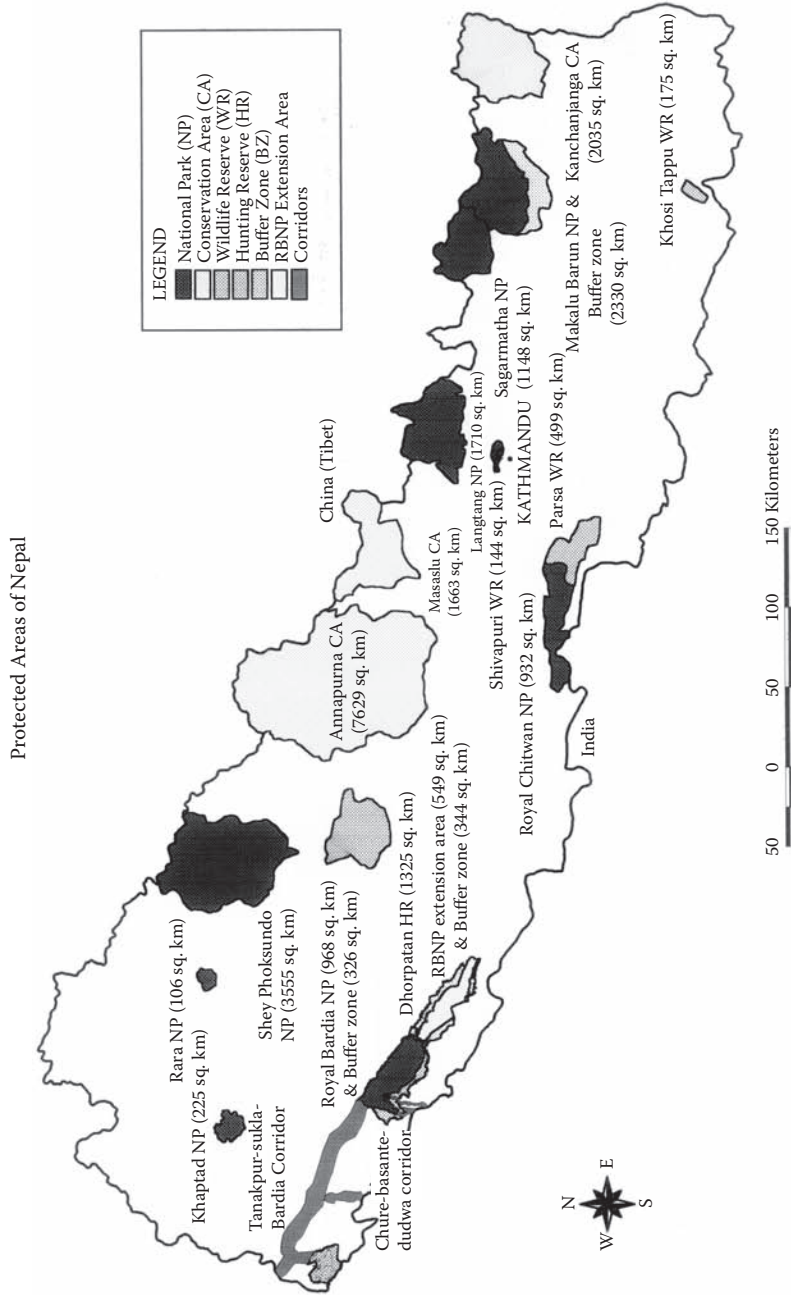 Protected Areas of Nepal
LEGEND
National Park (NP)
Conservation Area (CA)
Wildlife Reserve (WR)
Hunting Reserve (HR)
Buffer Zone (BZ)
RBNP Extension Area
Corridors
China (Tibet)
Rara NP (106 sq. km)
Khaptad NP (225 sq. km)
Tanakpur-sukla-
Bardia Corridor
Shey Phoksundo
NP (3555 sq. km)
Royal Bardia NP (968 sq. km)
& Buffer zone (326 sq. km)
Chure-basante-
dudwa corridor
Dhorpatan HR (1325 sq. km)
RBNP extension area (549 sq. km)
& Buffer zone (344 sq. km)
Annapurna CA
(7629 sq. km)
Masaslu CA
(1663 sq. km)
Langtang NP (1710 sq. km)
Shivapuri WR (144 sq. km)
Sagarmatha NP
(1148 sq. km)
KATHMANDU
Royal Chitwan NP (932 sq. km)
Parsa WR (499 sq. km)
Makalu Barun NP &
Buffer zone
(2330 sq. km)
Kanchanjanga CA
(2035 sq. km)
Khosi Tappu WR (175 sq. km)
India
N
W E
S
50 0 50 100 150 Kilometers